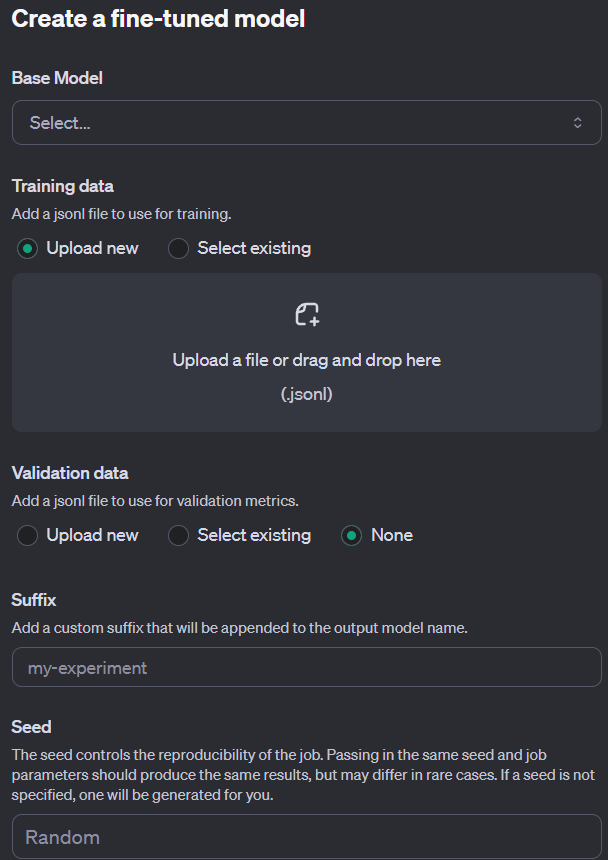 Create a fine-tuned model
Base Model
Select...
Training data
Add a jsonl file to use for training.
Upload new
Select existing
Upload a file or drag and drop here
(.jsonl)
Validation data
Add a jsonl file to use for validation metrics.
Upload new
Select existing
None
Suffix
Add a custom suffix that will be appended to the output model name.
my-experiment
Seed
The seed controls the reproducibility of the job. Passing in the same seed and job
parameters should produce the same results, but may differ in rare cases. If a seed is not
specified, one will be generated for you.
Random